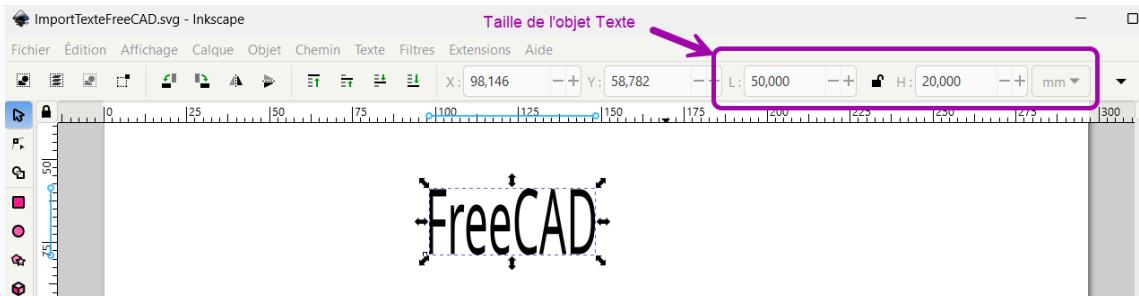 ImportTexteFreeCAD.svg - Inkscape
Taille de l'objet Texte
Fichier Édition Affichage Calque Objet Chemin Texte Filtres Extensions Aide
X: 98,146 Y: 58,782 L: 50,000 H: 20,000 mm
0 25 50 75 100 125 150 175 200 225 250 275 300
50
75
FreeCAD